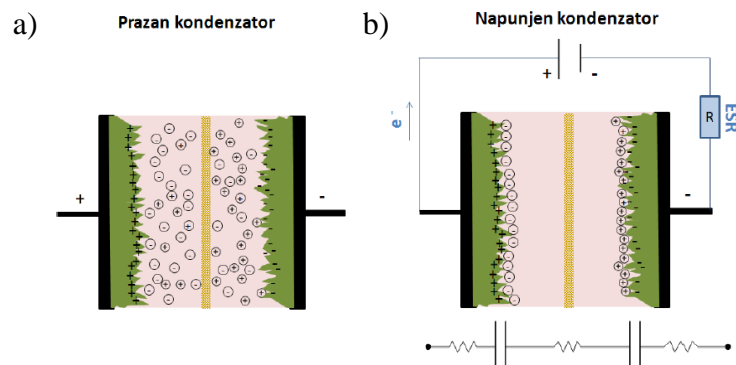 a)
Prazan kondenzator
+
-
b)
Napunjen kondenzator
+ -
e-
R
ESR
-